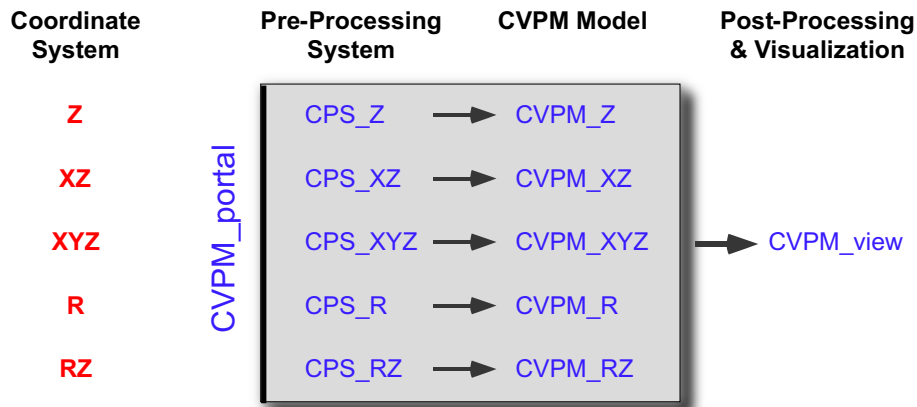 Coordinate System
Pre-Processing System
CVPM Model
Post-Processing & Visualization
CVPM_portal
Z
CPS_Z
CVPM_Z
XZ
CPS_XZ
CVPM_XZ
XYZ
CPS_XYZ
CVPM_XYZ
CVPM_view
R
CPS_R
CVPM_R
RZ
CPS_RZ
CVPM_RZ